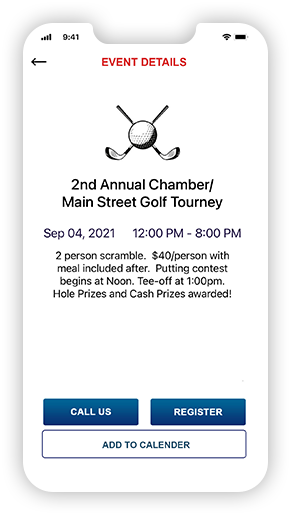 9:41
EVENT DETAILS
2nd Annual Chamber/
Main Street Golf Tourney
Sep 04, 2021 12:00 PM - 8:00 PM
2 person scramble. $40/person with
meal included after. Putting contest
begins at Noon. Tee-off at 1:00pm.
Hole Prizes and Cash Prizes awarded!
CALL US REGISTER
ADD TO CALENDER